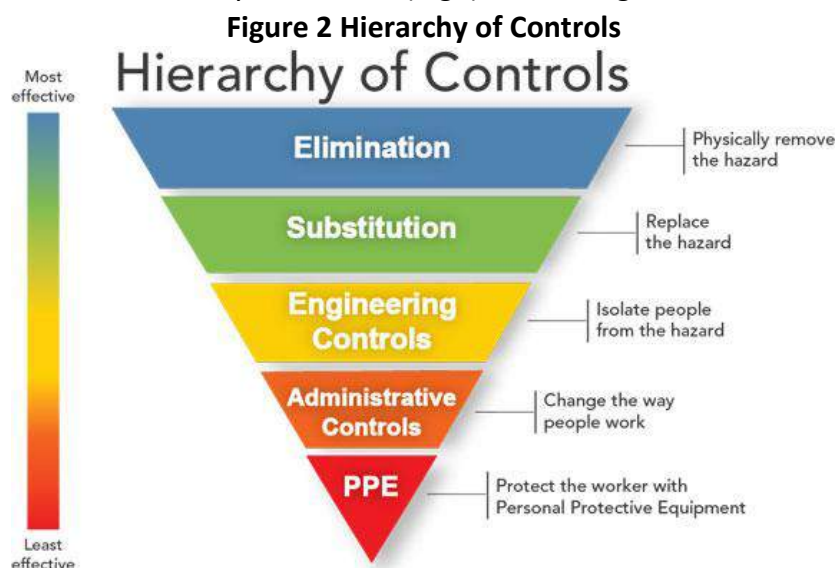 Figure 2 Hierarchy of Controls
Hierarchy of Controls
Most
effective
Elimination
Physically remove
the hazard
Substitution
Replace
the hazard
Engineering
Controls
Isolate people
from the hazard
Administrative
Controls
Change the way
people work
PPE
Protect the worker with
Personal Protective Equipment
Least
effective